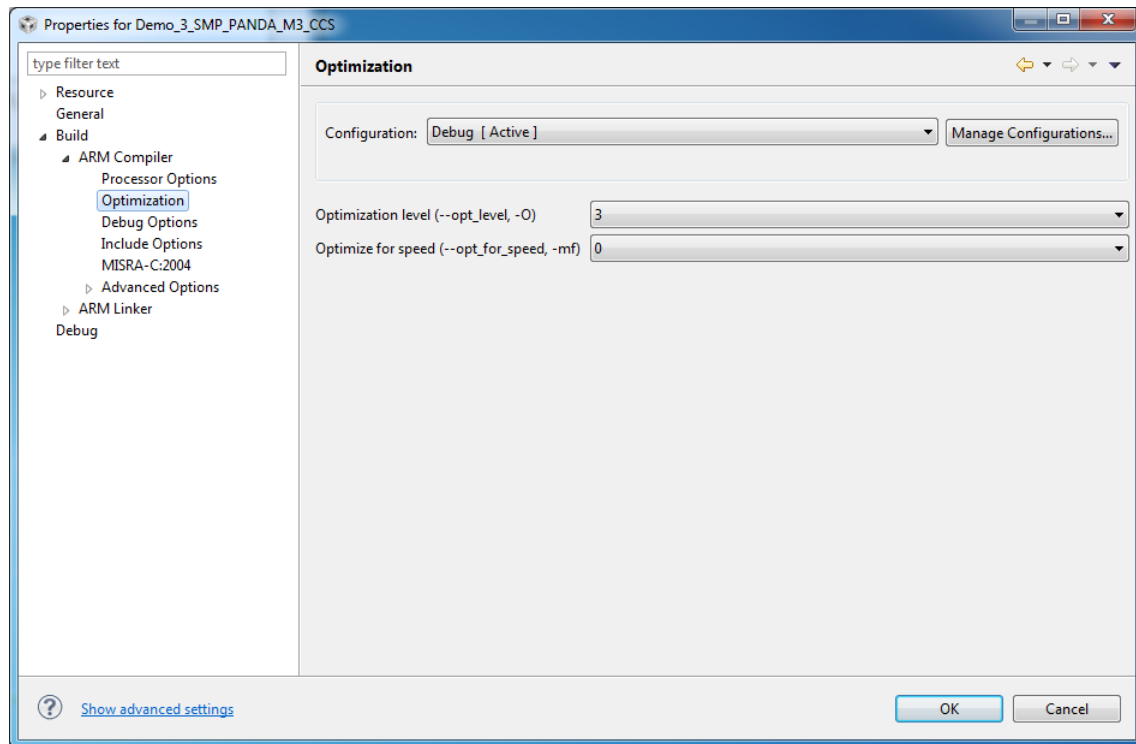 Properties for Demo_3_SMP_PANDA_M3_CCS
type filter text
Resource
General
Build
ARM Compiler
Processor Options
Optimization
Debug Options
Include Options
MISRA-C:2004
Advanced Options
ARM Linker
Debug
Optimization
Configuration: Debug [ Active ] Manage Configurations...
Optimization level (--opt_level, -O) 3
Optimize for speed (--opt_for_speed, -mf) 0
? Show advanced settings OK Cancel